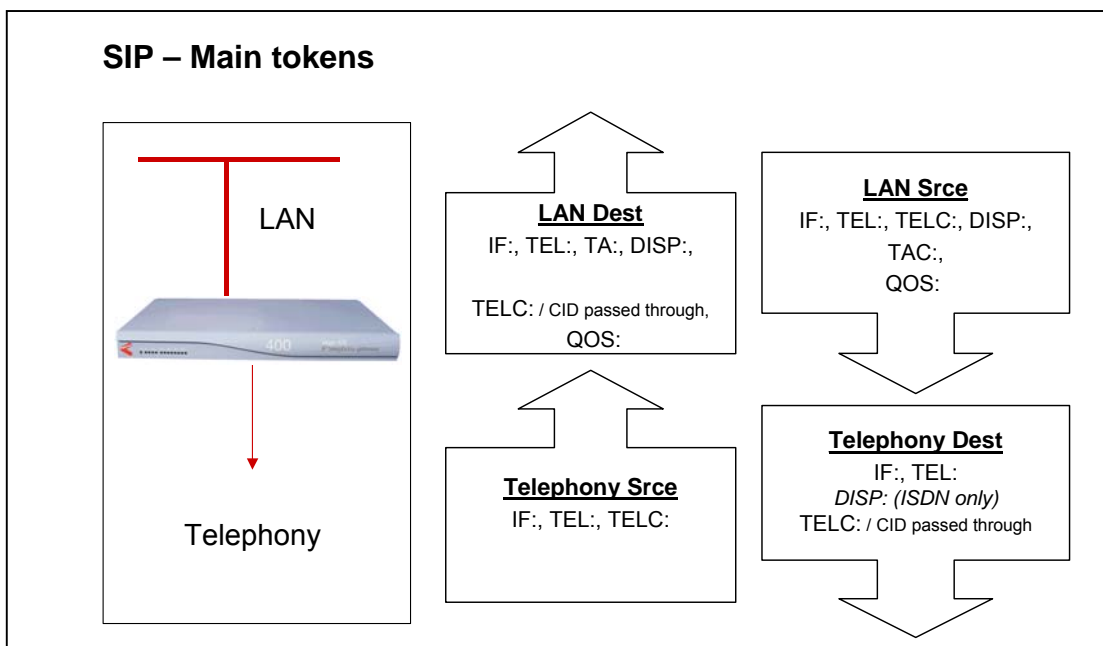 SIP – Main tokens
LAN
400
Telephony
LAN Dest
IF:, TEL:, TA:, DISP:,
TELC: / CID passed through,
QOS:
Telephony Srce
IF:, TEL:, TELC:
LAN Srce
IF:, TEL:, TELC:, DISP:,
TAC:,
QOS:
Telephony Dest
IF:, TEL:
DISP: (ISDN only)
TELC: / CID passed through